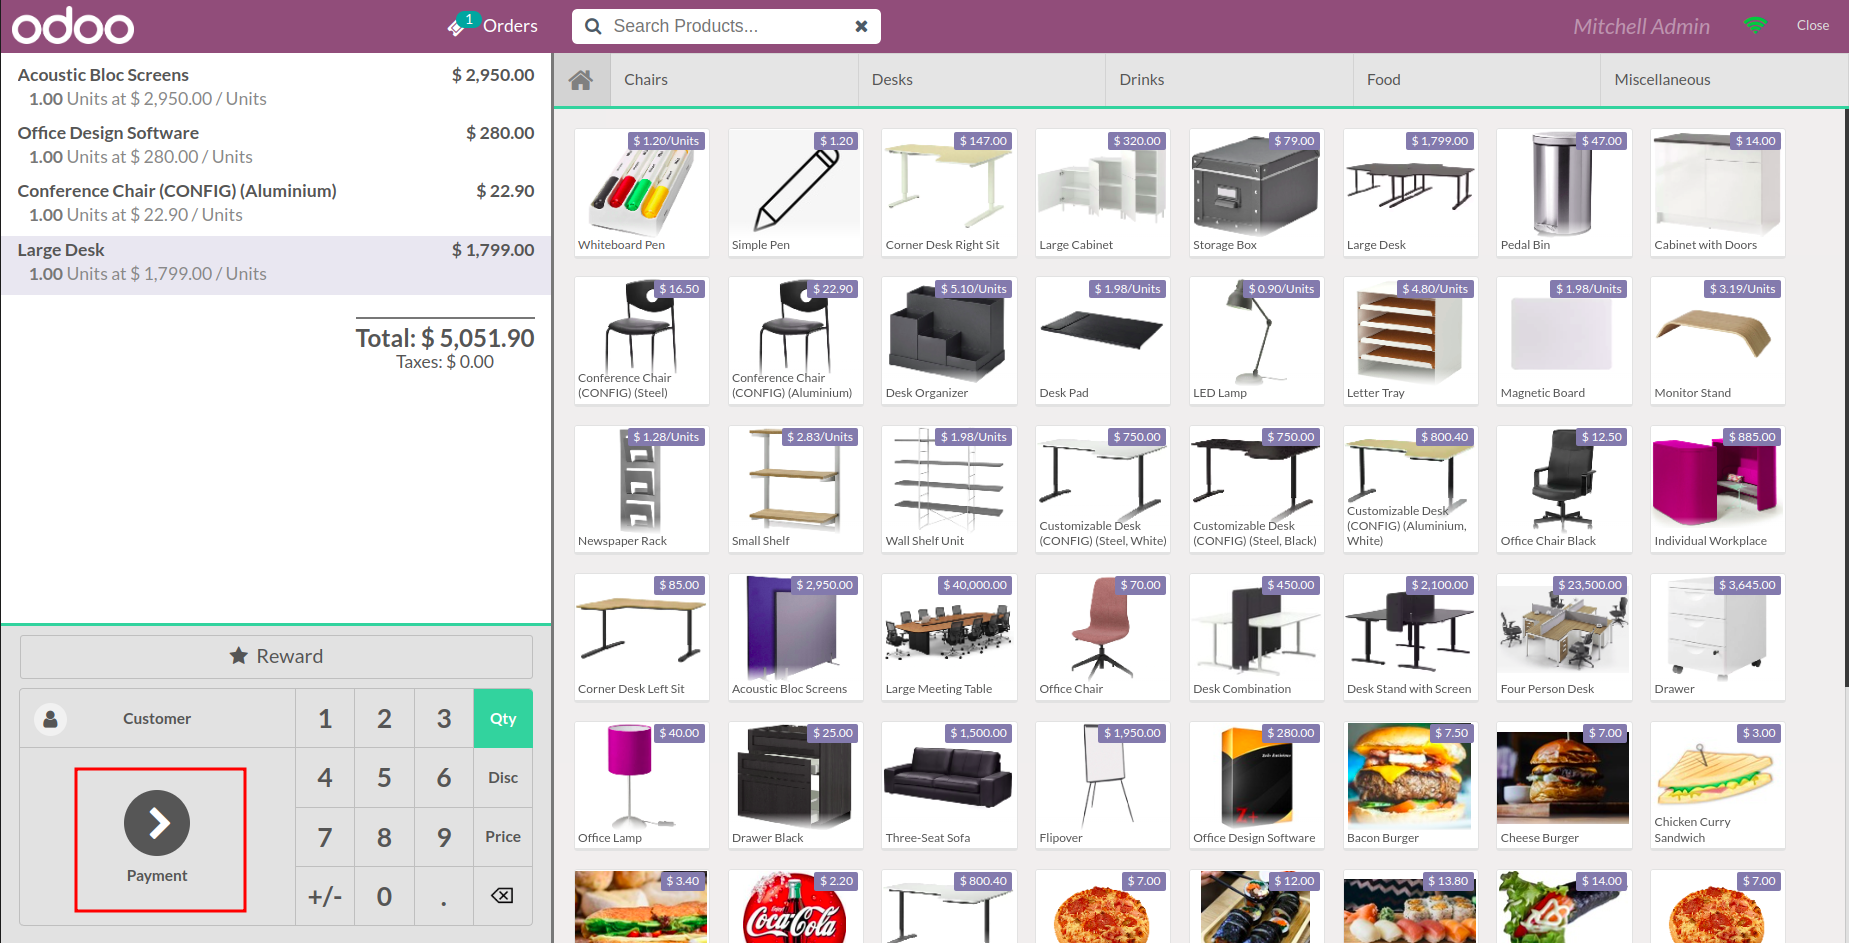 odoo
1
Orders
Search Products...
Mitchell Admin
Close
Acoustic Bloc Screens $ 2,950.00
1.00 Units at $ 2,950.00 / Units
Office Design Software $ 280.00
1.00 Units at $ 280.00 / Units
Conference Chair (CONFIG) (Aluminium) $ 22.90
1.00 Units at $ 22.90 / Units
Large Desk $ 1,799.00
1.00 Units at $ 1,799.00 / Units
Total: $ 5,051.90
Taxes: $ 0.00
Reward
Customer
1 2 3 Qty
4 5 6 Disc
7 8 9 Price
+/- 0 .
Payment
Chairs
Desks
Drinks
Food
Miscellaneous
$ 1.20/Units
Whiteboard Pen
$ 1.20
Simple Pen
$ 147.00
Corner Desk Right Sit
$ 320.00
Large Cabinet
$ 79.00
Storage Box
$ 1,799.00
Large Desk
$ 47.00
Pedal Bin
$ 14.00
Cabinet with Doors
$ 16.50
Conference Chair
(CONFIG) (Steel)
$ 22.90
Conference Chair
(CONFIG) (Aluminium)
$ 5.10/Units
Desk Organizer
$ 1.98/Units
Desk Pad
$ 0.90/Units
LED Lamp
$ 4.80/Units
Letter Tray
$ 1.98/Units
Magnetic Board
$ 3.19/Units
Monitor Stand
$ 1.28/Units
Newspaper Rack
$ 2.83/Units
Small Shelf
$ 1.98/Units
Wall Shelf Unit
$ 750.00
Customizable Desk
(CONFIG) (Steel, White)
$ 750.00
Customizable Desk
(CONFIG) (Steel, Black)
$ 800.40
Customizable Desk
(CONFIG) (Aluminium,
White)
$ 12.50
Office Chair Black
$ 885.00
Individual Workplace
$ 85.00
Corner Desk Left Sit
$ 2,950.00
Acoustic Bloc Screens
$ 40,000.00
Large Meeting Table
$ 70.00
Office Chair
$ 450.00
Desk Combination
$ 2,100.00
Desk Stand with Screen
$ 23,500.00
Four Person Desk
$ 3,645.00
Drawer
$ 40.00
Office Lamp
$ 25.00
Drawer Black
$ 1,500.00
Three-Seat Sofa
$ 1,950.00
Flipover
$ 280.00
Office Design Software
$ 7.50
Bacon Burger
$ 7.00
Cheese Burger
$ 3.00
Chicken Curry
Sandwich
$ 3.40
$ 2.20
Coca-Cola
$ 800.40
$ 7.00
$ 12.00
$ 13.80
$ 14.00
$ 7.00